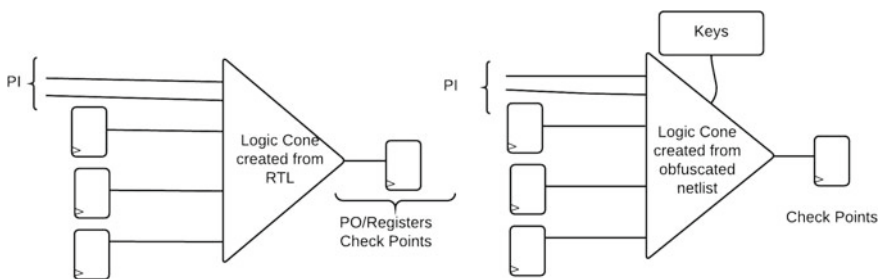 PI
Logic Cone
created from
RTL
PO/Registers
Check Points
Keys
PI
Logic Cone
created from
obfuscated
netlist
Check Points